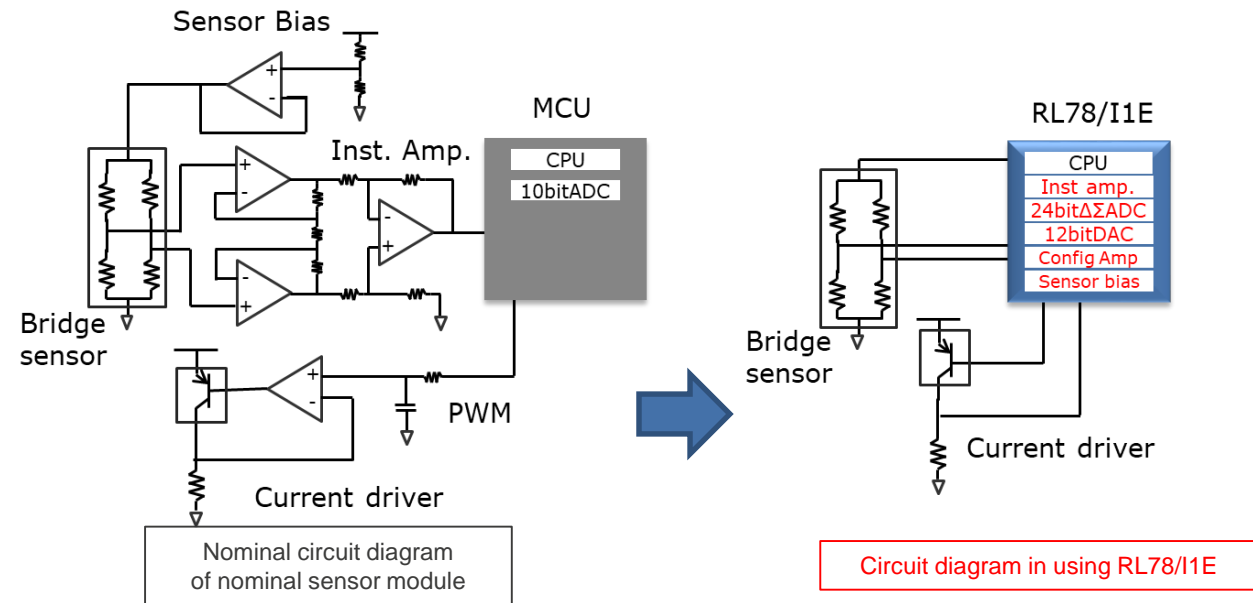 Sensor Bias
+
-
MCU
CPU
10bitADC
Inst. Amp.
+
-
-
+
-
+
Bridge
sensor
+
-
PWM
Current driver
Nominal circuit diagram
of nominal sensor module
RL78/I1E
CPU
Inst amp.
24bitΔΣADC
12bitDAC
Config Amp
Sensor bias
Bridge
sensor
Current driver
Circuit diagram in using RL78/I1E